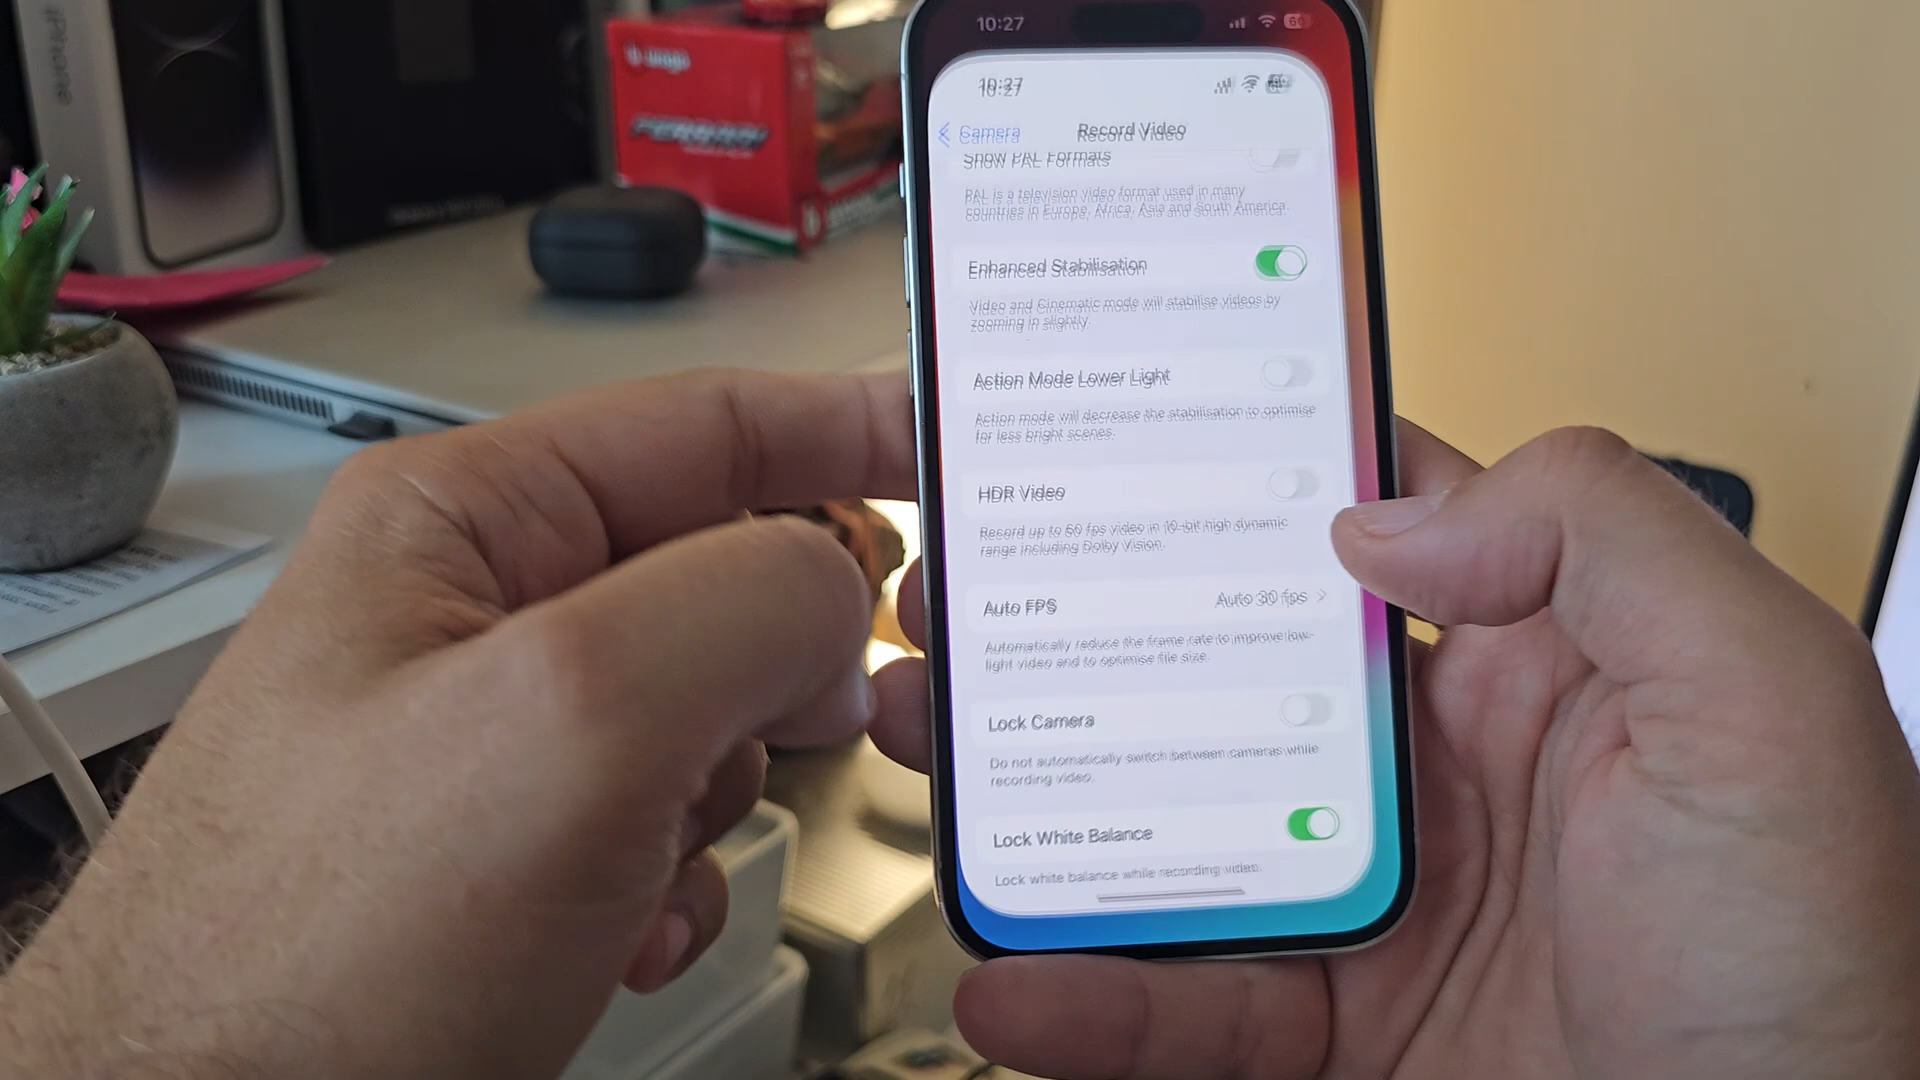 iPhone
burago
10:27
60
10:27
Camera
Record Video
Show PAL Formats
PAL is a television video format used in many
countries in Europe, Africa, Asia and South America.
Enhanced Stabilisation
Video and Cinematic mode will stabilise videos by
zooming in slightly.
Action Mode Lower Light
Action mode will decrease the stabilisation to optimise
for less bright scenes.
HDR Video
Record up to 60 fps video in 10-bit high dynamic
range including Dolby Vision.
Auto FPS
Auto 30 fps
Automatically reduce the frame rate to improve low-
light video and to optimise file size.
Lock Camera
Do not automatically switch between cameras while
recording video.
Lock White Balance
Lock white balance while recording video.